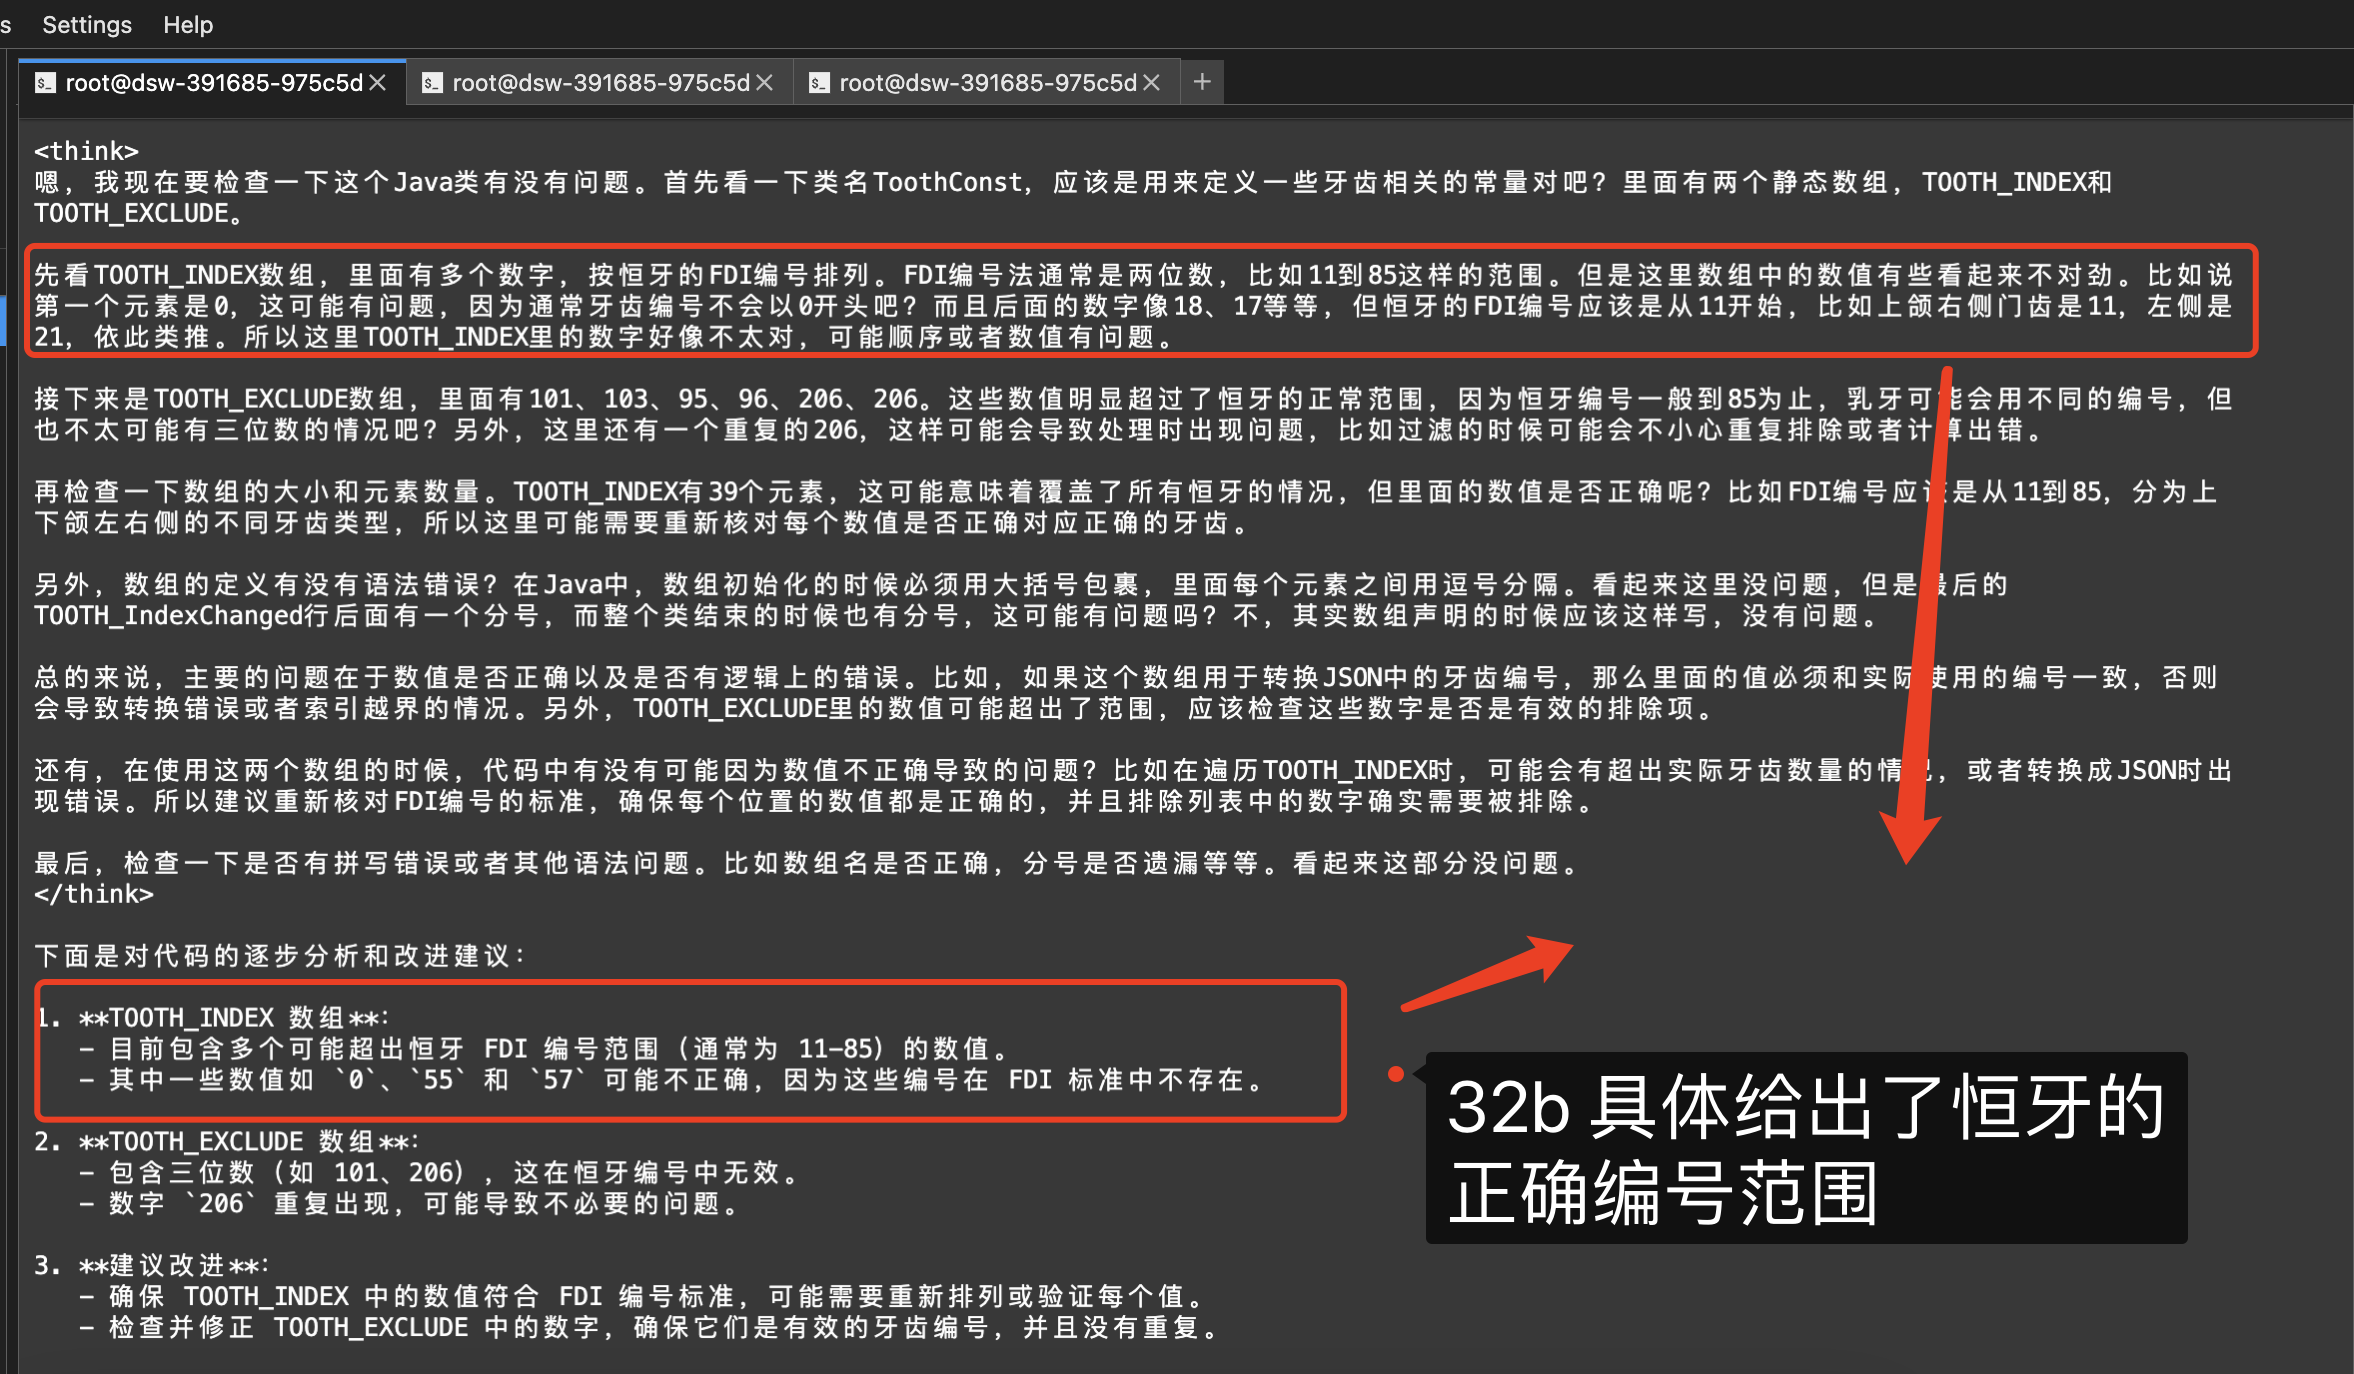 s Settings Help
root@dsw-391685-975c5d root@dsw-391685-975c5d root@dsw-391685-975c5d +
<think>
嗯，我现在要检查一下这个Java类有没有问题。首先看一下类名ToothConst，应该是用来定义一些牙齿相关的常量对吧？里面有两个静态数组，TOOTH_INDEX和
TOOTH_EXCLUDE。
先看TOOTH_INDEX数组，里面有多个数字，按恒牙的FDI编号排列。FDI编号法通常是两位数，比如11到85这样的范围。但是这里数组中的数值有些看起来不对劲。比如说
第一个元素是0，这可能有问题，因为通常牙齿编号不会以0开头吧？而且后面的数字像18、17等等，但恒牙的FDI编号应该是从11开始，比如上颌右侧门齿是11，左侧是
21，依此类推。所以这里TOOTH_INDEX里的数字好像不太对，可能顺序或者数值有问题。
接下来是TOOTH_EXCLUDE数组，里面有101、103、95、96、206、206。这些数值明显超过了恒牙的正常范围，因为恒牙编号一般到85为止，乳牙可能会用不同的编号，但
也不太可能有三位数的情况吧？另外，这里还有一个重复的206，这样可能会导致处理时出现问题，比如过滤的时候可能会不小心重复排除或者计算出错。
再检查一下数组的大小和元素数量。TOOTH_INDEX有39个元素，这可能意味着覆盖了所有恒牙的情况，但里面的数值是否正确呢？比如FDI编号应该是从11到85，分为上
下颌左右侧的不同牙齿类型，所以这里可能需要重新核对每个数值是否正确对应正确的牙齿。
另外，数组的定义有没有语法错误？在Java中，数组初始化的时候必须用大括号包裹，里面每个元素之间用逗号分隔。看起来这里没问题，但是最后的
TOOTH_IndexChanged行后面有一个分号，而整个类结束的时候也有分号，这可能有问题吗？不，其实数组声明的时候应该这样写，没有问题。
总的来说，主要的问题在于数值是否正确以及是否有逻辑上的错误。比如，如果这个数组用于转换JSON中的牙齿编号，那么里面的值必须和实际使用的编号一致，否则
会导致转换错误或者索引越界的情况。另外，TOOTH_EXCLUDE里的数值可能超出了范围，应该检查这些数字是否是有效的排除项。
还有，在使用这两个数组的时候，代码中有没有可能因为数值不正确导致的问题？比如在遍历TOOTH_INDEX时，可能会有超出实际牙齿数量的情况，或者转换成JSON时出
现错误。所以建议重新核对FDI编号的标准，确保每个位置的数值都是正确的，并且排除列表中的数字确实需要被排除。
最后，检查一下是否有拼写错误或者其他语法问题。比如数组名是否正确，分号是否遗漏等等。看起来这部分没问题。
</think>
下面是对代码的逐步分析和改进建议：
1. **TOOTH_INDEX 数组**：
- 目前包含多个可能超出恒牙 FDI 编号范围（通常为 11-85）的数值。
- 其中一些数值如 `0`、`55` 和 `57` 可能不正确，因为这些编号在 FDI 标准中不存在。
2. **TOOTH_EXCLUDE 数组**：
- 包含三位数（如 101、206），这在恒牙编号中无效。
- 数字 `206` 重复出现，可能导致不必要的问题。
3. **建议改进**：
- 确保 TOOTH_INDEX 中的数值符合 FDI 编号标准，可能需要重新排列或验证每个值。
- 检查并修正 TOOTH_EXCLUDE 中的数字，确保它们是有效的牙齿编号，并且没有重复。
32b 具体给出了恒牙的
正确编号范围